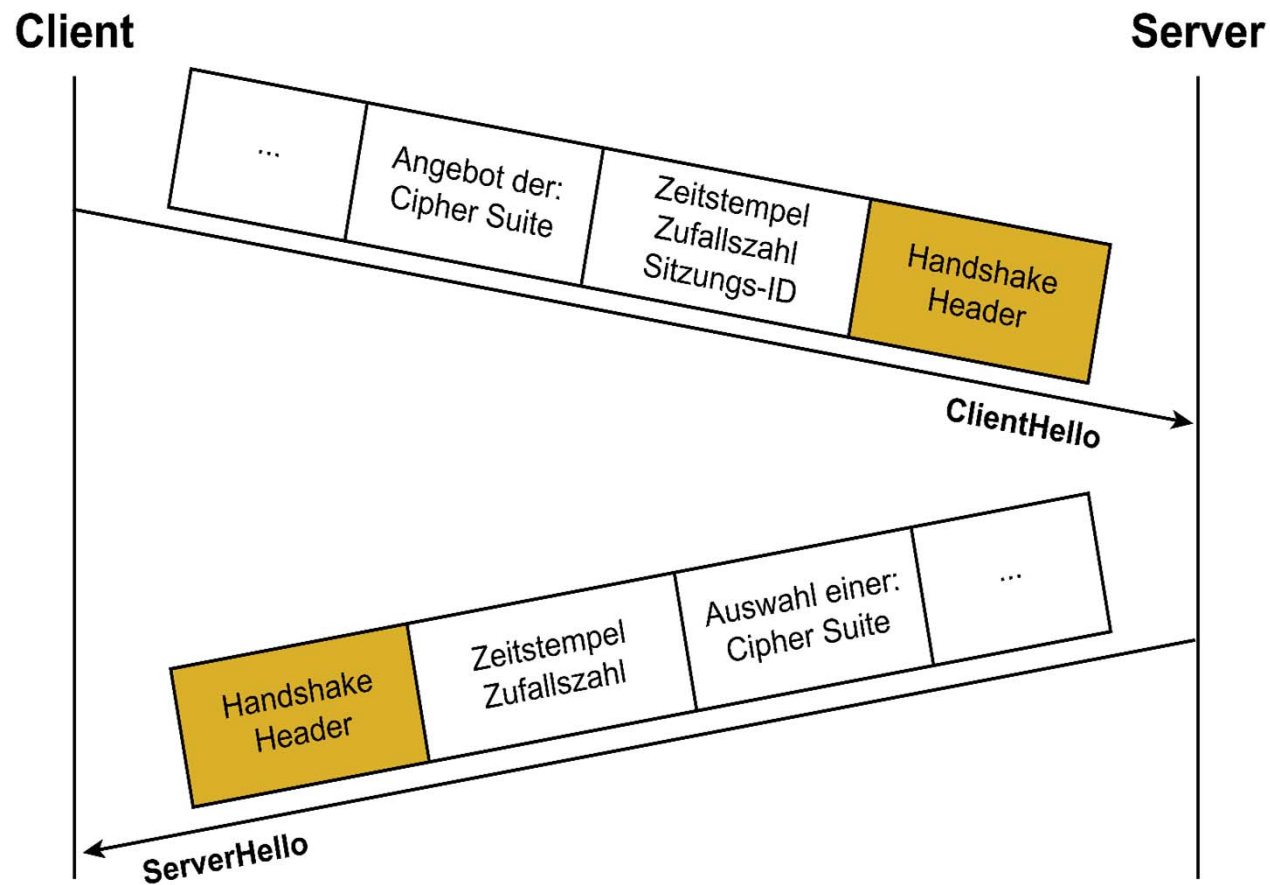 Client
Server
...
Angebot der:
Cipher Suite
Zeitstempel
Zufallszahl
Sitzungs-ID
Handshake
Header
ClientHello
Handshake
Header
Zeitstempel
Zufallszahl
Auswahl einer:
Cipher Suite
...
ServerHello